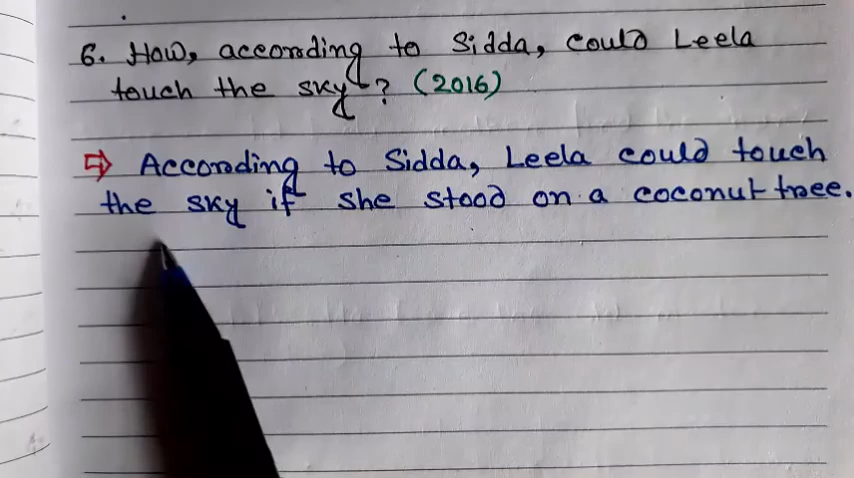 6. How, according to Sidda, could Leela
touch the sky? (2016)
⇨ According to Sidda, Leela could touch
the sky if she stood on a coconut tree.